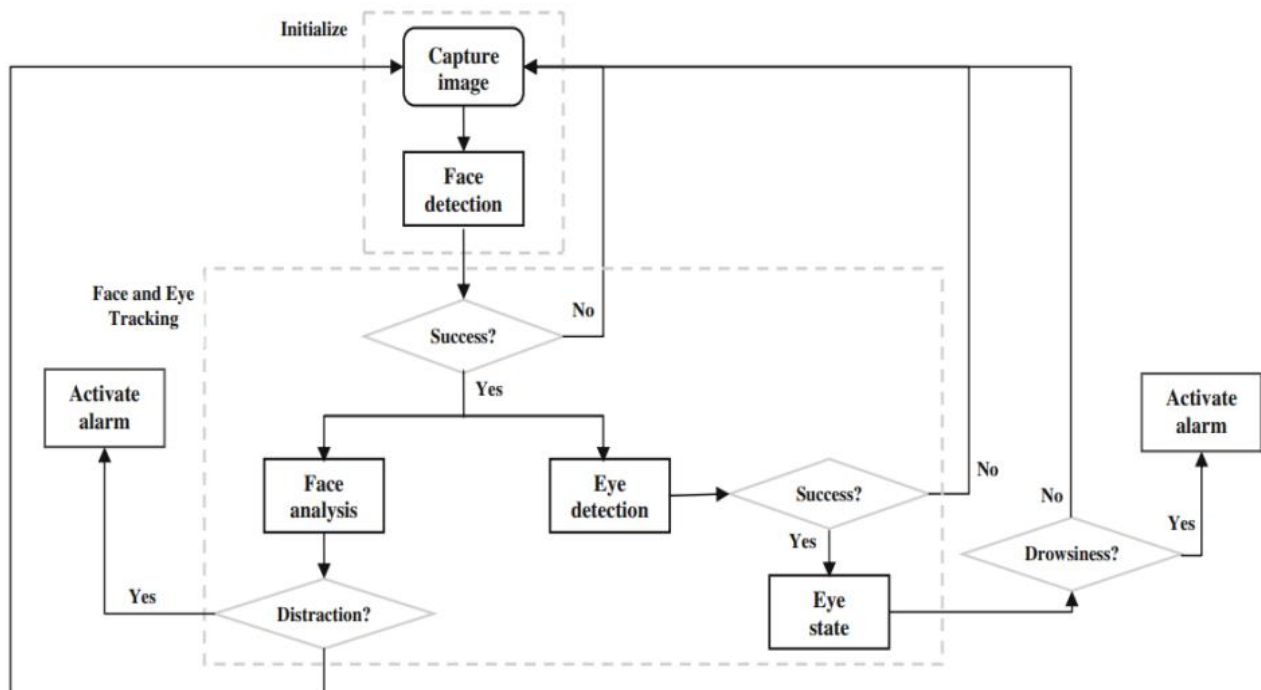 Initialize
Capture
image
Face
detection
Face and Eye
Tracking
Success?
No
Yes
Activate
alarm
Face
analysis
Eye
detection
Success?
No
Yes
Eye
state
Distraction?
Yes
Drowsiness?
No
Yes
Activate
alarm